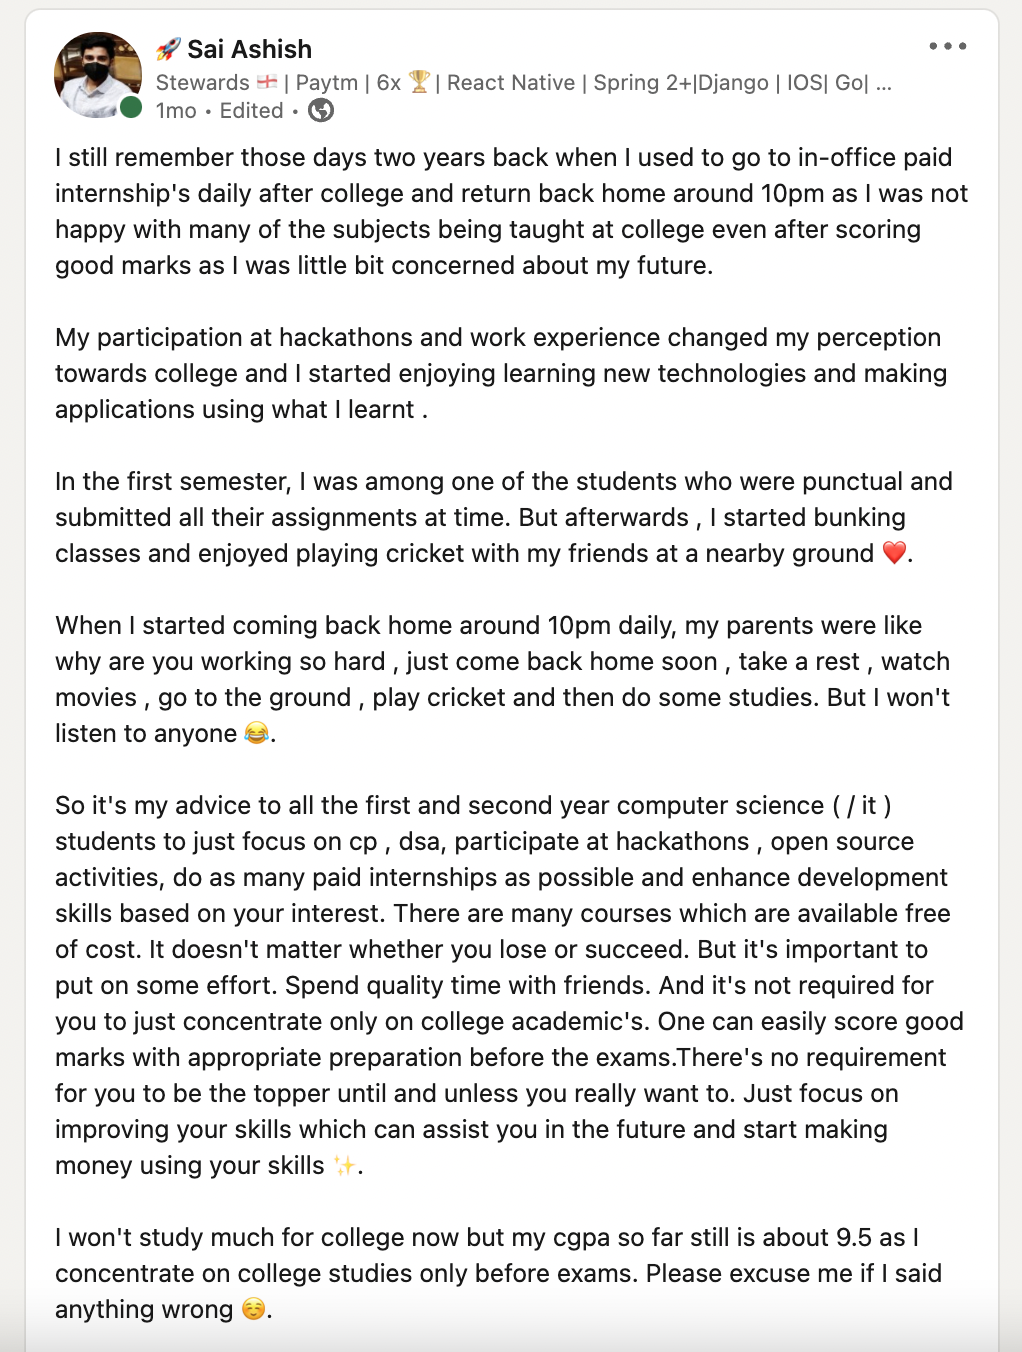 🚀 Sai Ashish
Stewards 🏴󠁧󠁢󠁥󠁮󠁧󠁿 | Paytm | 6x 🏆 | React Native | Spring 2+|Django | IOS| Go| ...
1mo • Edited •
I still remember those days two years back when I used to go to in-office paid
internship's daily after college and return back home around 10pm as I was not
happy with many of the subjects being taught at college even after scoring
good marks as I was little bit concerned about my future.
My participation at hackathons and work experience changed my perception
towards college and I started enjoying learning new technologies and making
applications using what I learnt .
In the first semester, I was among one of the students who were punctual and
submitted all their assignments at time. But afterwards , I started bunking
classes and enjoyed playing cricket with my friends at a nearby ground ❤️.
When I started coming back home around 10pm daily, my parents were like
why are you working so hard , just come back home soon , take a rest , watch
movies , go to the ground , play cricket and then do some studies. But I won't
listen to anyone 😂.
So it's my advice to all the first and second year computer science ( / it )
students to just focus on cp , dsa, participate at hackathons , open source
activities, do as many paid internships as possible and enhance development
skills based on your interest. There are many courses which are available free
of cost. It doesn't matter whether you lose or succeed. But it's important to
put on some effort. Spend quality time with friends. And it's not required for
you to just concentrate only on college academic's. One can easily score good
marks with appropriate preparation before the exams.There's no requirement
for you to be the topper until and unless you really want to. Just focus on
improving your skills which can assist you in the future and start making
money using your skills ✨.
I won't study much for college now but my cgpa so far still is about 9.5 as I
concentrate on college studies only before exams. Please excuse me if I said
anything wrong ☺️.